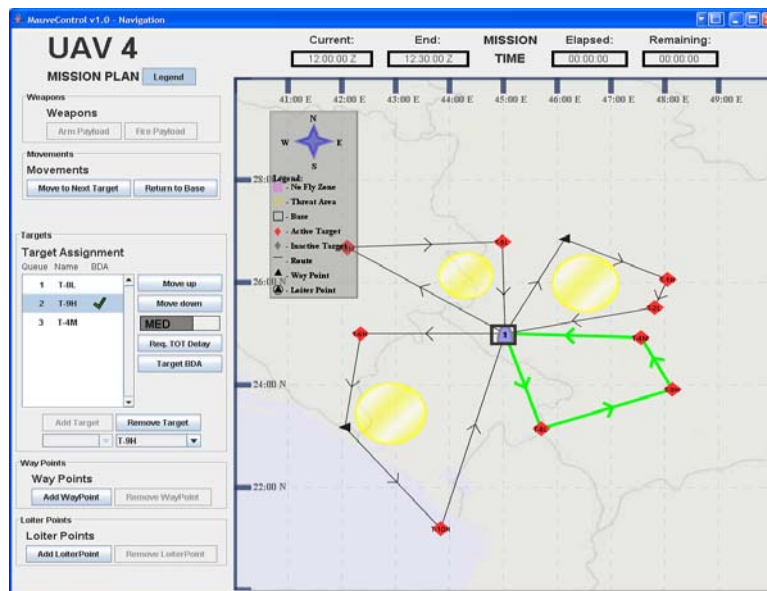 MauveControl v1.0 - Navigation
UAV 4
MISSION PLAN Legend
Current: End: MISSION TIME Elapsed: Remaining:
12:00:00 Z 12:30:00 Z 00:00:00 00:00:00
Weapons
Weapons
Arm Payload Fire Payload
Movements
Movements
Move to Next Target Return to Base
Targets
Target Assignment
Queue Name BDA
1 T-8L
2 T-9H
3 T-4M
Move up
Move down
MED
Req. TOT Delay
Target BDA
Add Target Remove Target
T-9H
Way Points
Way Points
Add WayPoint Remove WayPoint
Loiter Points
Loiter Points
Add LoiterPoint Remove LoiterPoint
41:00 E 42:00 E 43:00 E 44:00 E 45:00 E 46:00 E 47:00 E 48:00 E 49:00 E
N
W E
S
Legend:
- No Fly Zone
- Threat Area
- Base
- Active Target
- Inactive Target
- Route
- Way Point
- Loiter Point
26:00 N
24:00 N
22:00 N
T-4M
T-10H